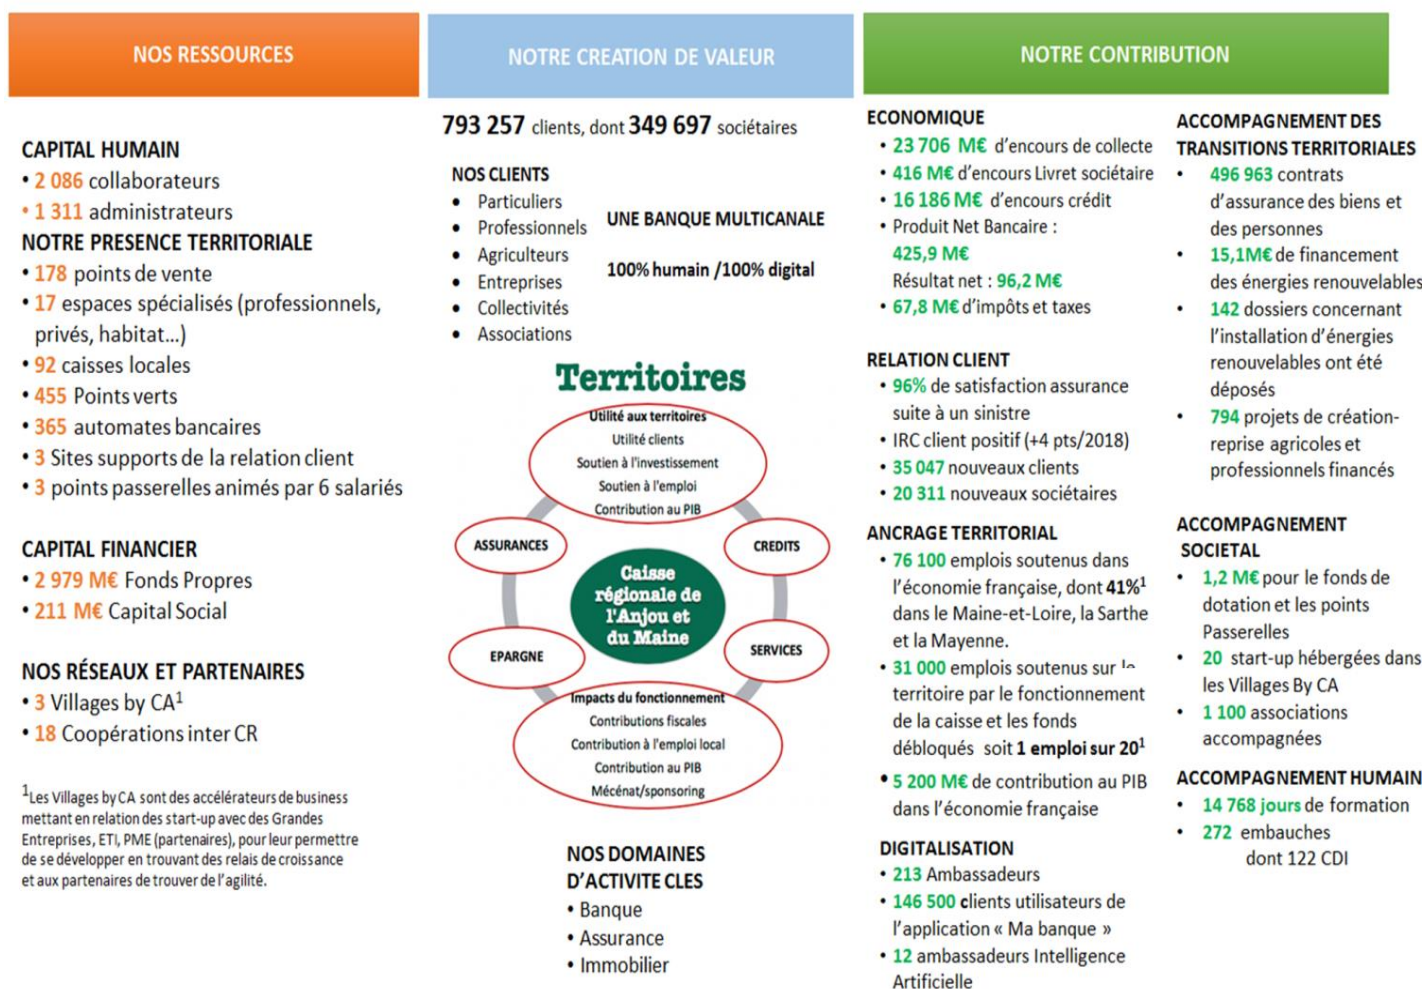 NOS RESSOURCES
CAPITAL HUMAIN
• 2 086 collaborateurs
• 1 311 administrateurs
NOTRE PRESENCE TERRITORIALE
• 178 points de vente
• 17 espaces spécialisés (professionnels,
privés, habitat...)
• 92 caisses locales
• 455 Points verts
• 365 automates bancaires
• 3 Sites supports de la relation client
• 3 points passerelles animés par 6 salariés
CAPITAL FINANCIER
• 2 979 M€ Fonds Propres
• 211 M€ Capital Social
NOS RÉSEAUX ET PARTENAIRES
• 3 Villages by CA¹
• 18 Coopérations inter CR
¹Les Villages by CA sont des accélérateurs de business
mettant en relation des start-up avec des Grandes
Entreprises, ETI, PME (partenaires), pour leur permettre
de se développer en trouvant des relais de croissance
et aux partenaires de trouver de l'agilité.
NOTRE CREATION DE VALEUR
793 257 clients, dont 349 697 sociétaires
NOS CLIENTS
• Particuliers
• Professionnels
• Agriculteurs
• Entreprises
• Collectivités
• Associations
UNE BANQUE MULTICANALE
100% humain /100% digital
Territoires
Utilité aux territoires
Utilité clients
Soutien à l'investissement
Soutien à l'emploi
Contribution au PIB
ASSURANCES
CREDITS
Caisse
régionale de
l'Anjou et
du Maine
EPARGNE
SERVICES
Impacts du fonctionnement
Contributions fiscales
Contribution à l'emploi local
Contribution au PIB
Mécénat/sponsoring
NOS DOMAINES
D'ACTIVITE CLES
• Banque
• Assurance
• Immobilier
NOTRE CONTRIBUTION
ECONOMIQUE
• 23 706 M€ d'encours de collecte
• 416 M€ d'encours Livret sociétaire
• 16 186 M€ d'encours crédit
• Produit Net Bancaire :
425,9 M€
Résultat net : 96,2 M€
• 67,8 M€ d'impôts et taxes
RELATION CLIENT
• 96% de satisfaction assurance
suite à un sinistre
• IRC client positif (+4 pts/2018)
• 35 047 nouveaux clients
• 20 311 nouveaux sociétaires
ANCRAGE TERRITORIAL
• 76 100 emplois soutenus dans
l'économie française, dont 41%¹
dans le Maine-et-Loire, la Sarthe
et la Mayenne.
• 31 000 emplois soutenus sur le
territoire par le fonctionnement
de la caisse et les fonds
débloqués soit 1 emploi sur 20¹
• 5 200 M€ de contribution au PIB
dans l'économie française
DIGITALISATION
• 213 Ambassadeurs
• 146 500 clients utilisateurs de
l'application « Ma banque »
• 12 ambassadeurs Intelligence
Artificielle
ACCOMPAGNEMENT DES
TRANSITIONS TERRITORIALES
• 496 963 contrats
d'assurance des biens et
des personnes
• 15,1M€ de financement
des énergies renouvelables
• 142 dossiers concernant
l'installation d'énergies
renouvelables ont été
déposés
• 794 projets de création-
reprise agricoles et
professionnels financés
ACCOMPAGNEMENT
SOCIETAL
• 1,2 M€ pour le fonds de
dotation et les points
Passerelles
• 20 start-up hébergées dans
les Villages By CA
• 1 100 associations
accompagnées
ACCOMPAGNEMENT HUMAIN
• 14 768 jours de formation
• 272 embauches
dont 122 CDI